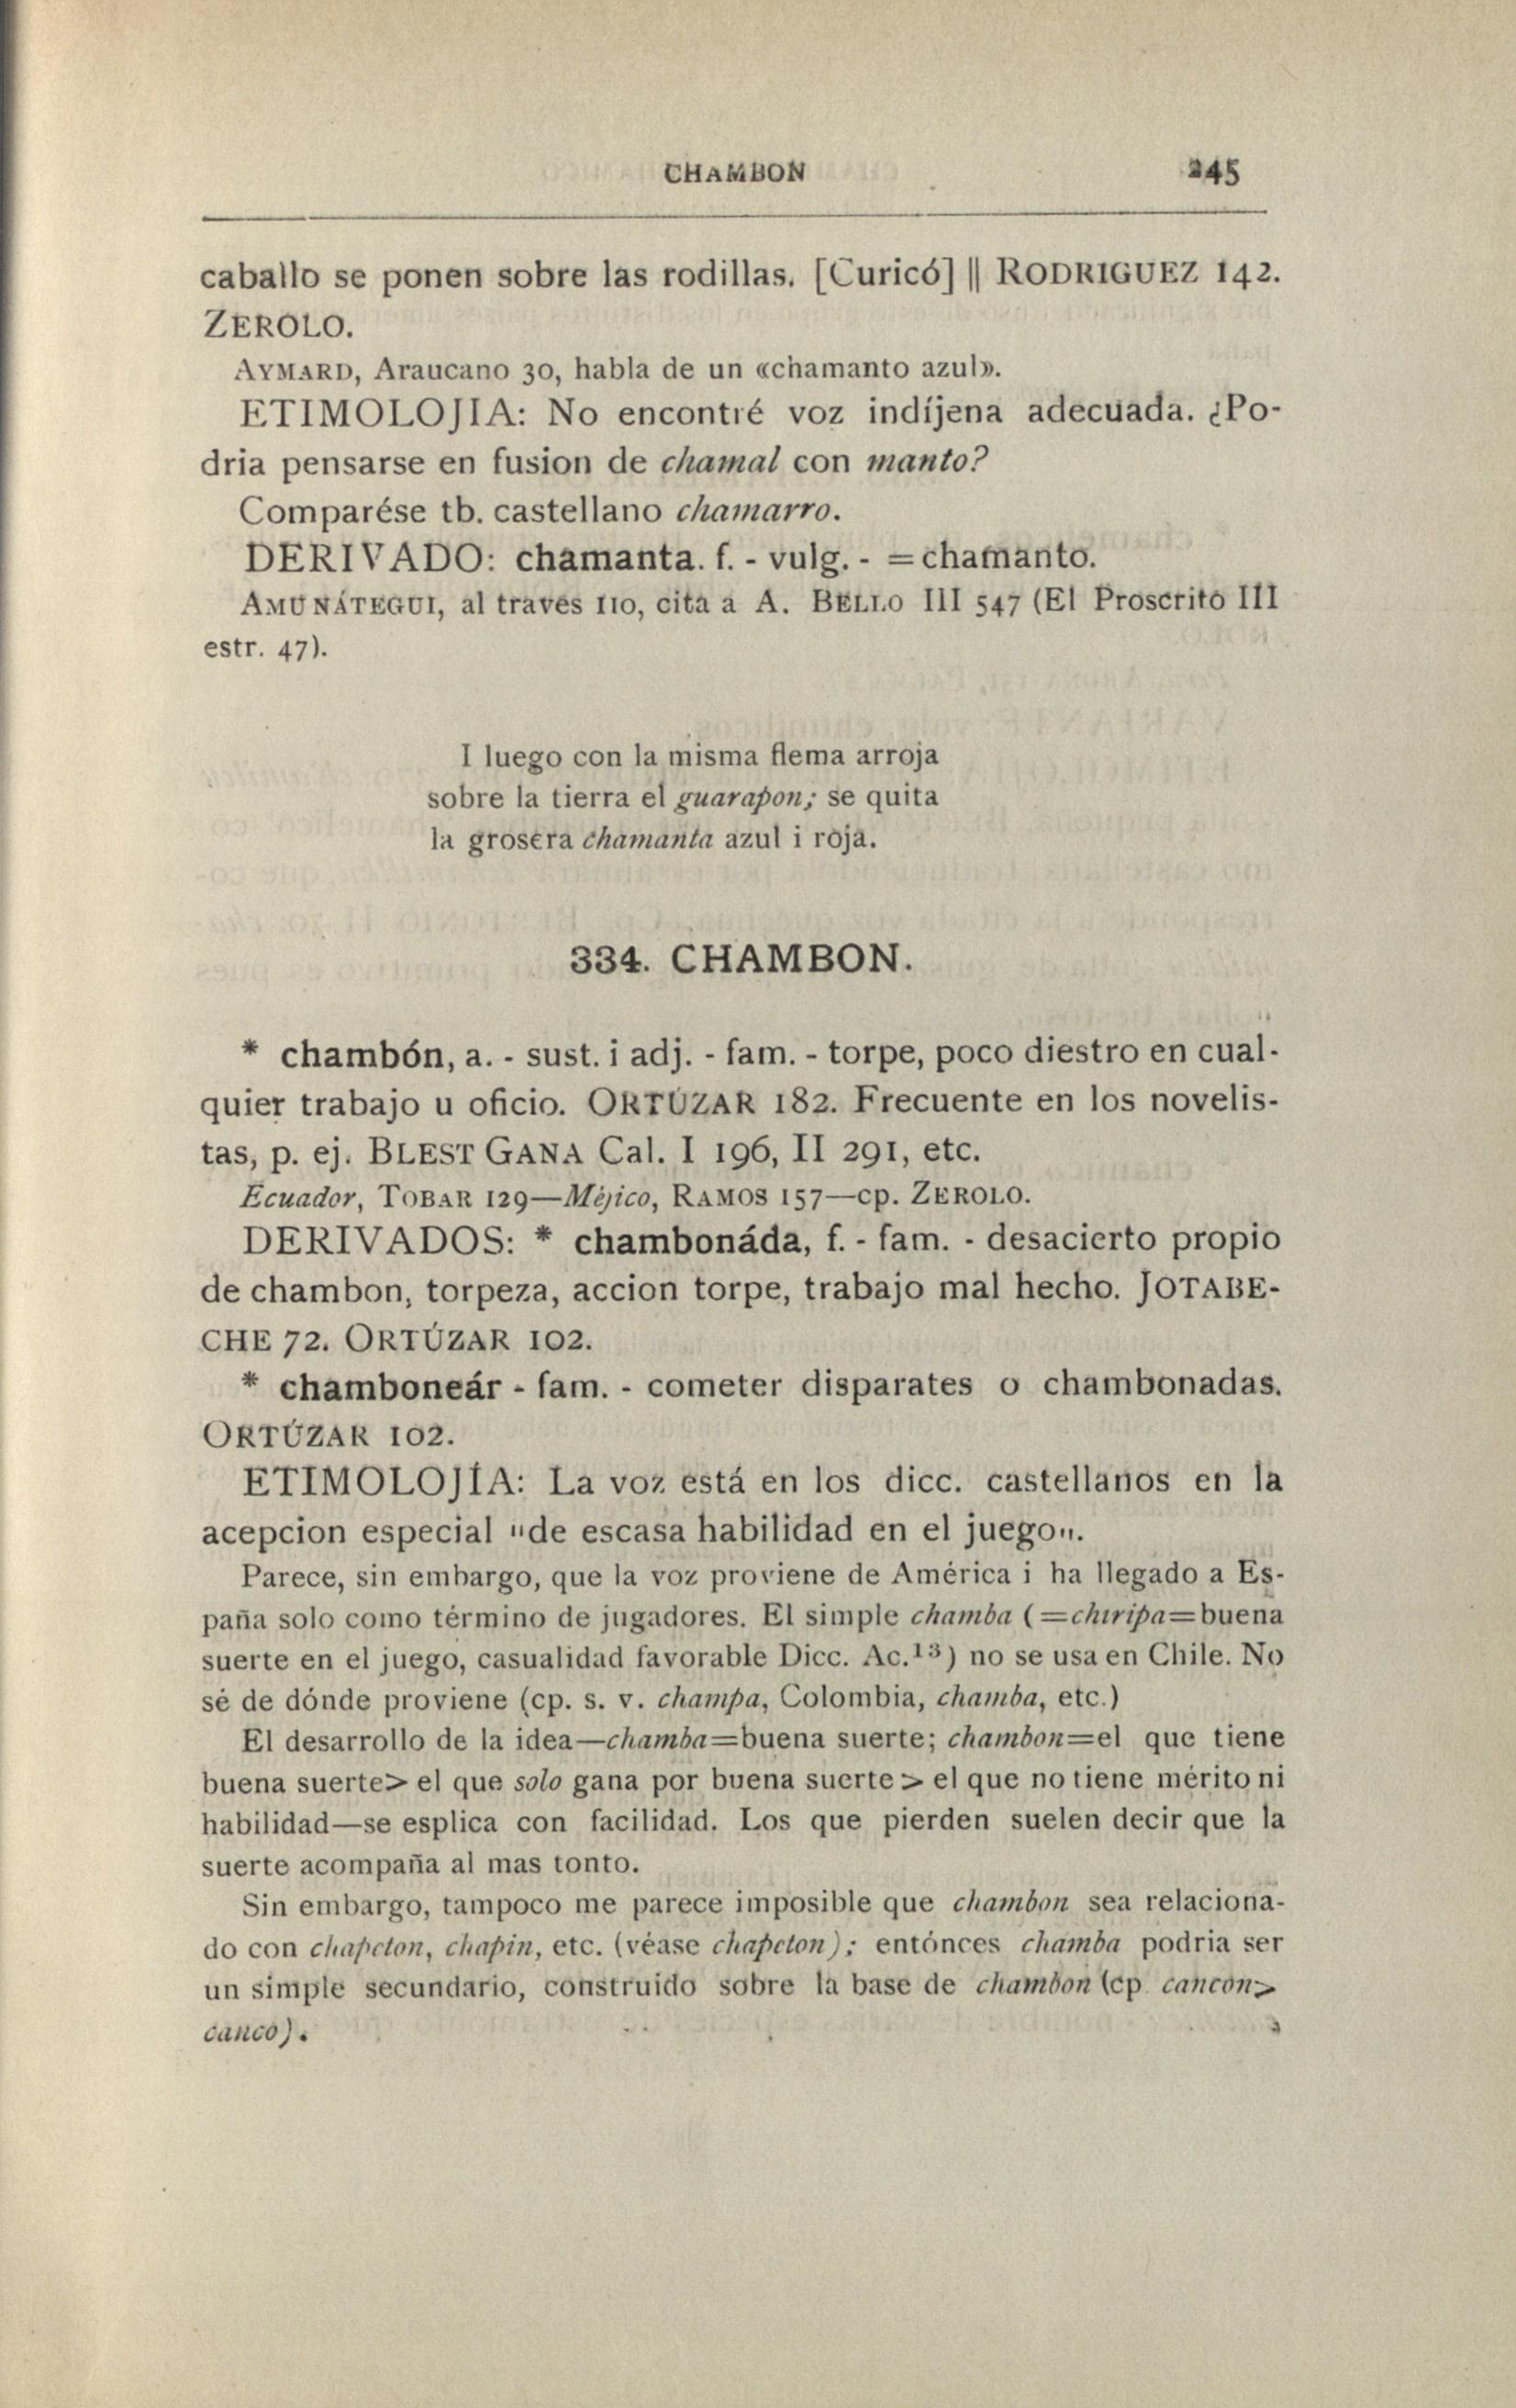 CHAMBON 245
caballo se ponen sobre las rodillas. [Curicó] || RODRIGUEZ 142.
ZEROLO.
AYMARD, Araucano 30, habla de un «chamanto azul».
ETIMOLOJIA: No encontré voz indíjena adecuada. ¿Po-
dria pensarse en fusion de chamal con manto?
Comparése tb. castellano chamarro.
DERIVADO: chamanta. f. - vulg. - = chamanto.
AMUNÁTEGUI, al traves 110, cita a A. BELLO III 547 (El Proscrito III
estr. 47).
I luego con la misma flema arroja
sobre la tierra el guarapon; se quita
la grosera chamanta azul i roja.
334. CHAMBON.
* chambón, a. - sust. i adj. - fam. - torpe, poco diestro en cual-
quier trabajo u oficio. ORTÚZAR 182. Frecuente en los novelis-
tas, p. ej. BLEST GANA Cal. I 196, II 291, etc.
Ecuador, TOBAR 129—Méjico, RAMOS 157—cp. ZEROLO.
DERIVADOS: * chambonáda, f. - fam. - desacierto propio
de chambon, torpeza, accion torpe, trabajo mal hecho. JOTABE-
CHE 72. ORTÚZAR 102.
* chamboneár - fam. - cometer disparates o chambonadas.
ORTÚZAR 102.
ETIMOLOJÍA: La voz está en los dicc. castellanos en la
acepcion especial "de escasa habilidad en el juego".
Parece, sin embargo, que la voz proviene de América i ha llegado a Es-
paña solo como término de jugadores. El simple chamba (=chiripa=buena
suerte en el juego, casualidad favorable Dicc. Ac.¹³) no se usa en Chile. No
sé de dónde proviene (cp. s. v. champa, Colombia, chamba, etc.)
El desarrollo de la idea—chamba=buena suerte; chambon=el que tiene
buena suerte> el que solo gana por buena suerte > el que no tiene mérito ni
habilidad—se esplica con facilidad. Los que pierden suelen decir que la
suerte acompaña al mas tonto.
Sin embargo, tampoco me parece imposible que chambon sea relaciona-
do con chapeton, chapin, etc. (véase chapeton); entónces chamba podria ser
un simple secundario, construido sobre la base de chambon (cp. cancon>
canco).